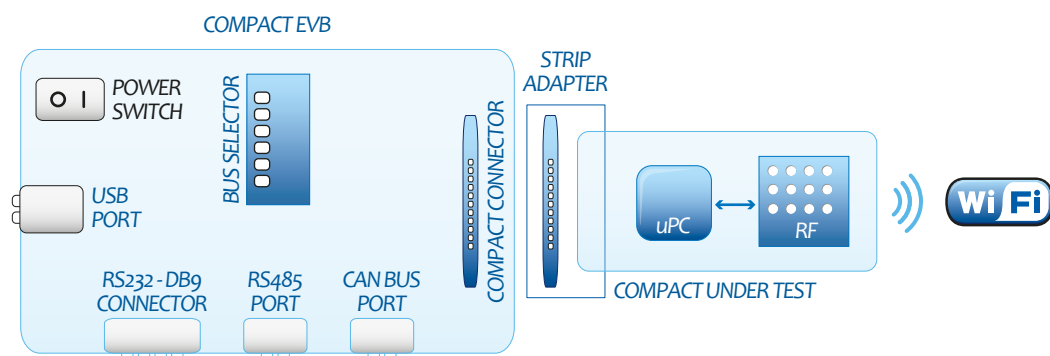 COMPACT EVB
STRIP
ADAPTER
POWER
SWITCH
BUS SELECTOR
COMPACT CONNECTOR
USB
PORT
uPC
RF
Wi Fi
RS232 - DB9
CONNECTOR
RS485
PORT
CAN BUS
PORT
COMPACT UNDER TEST